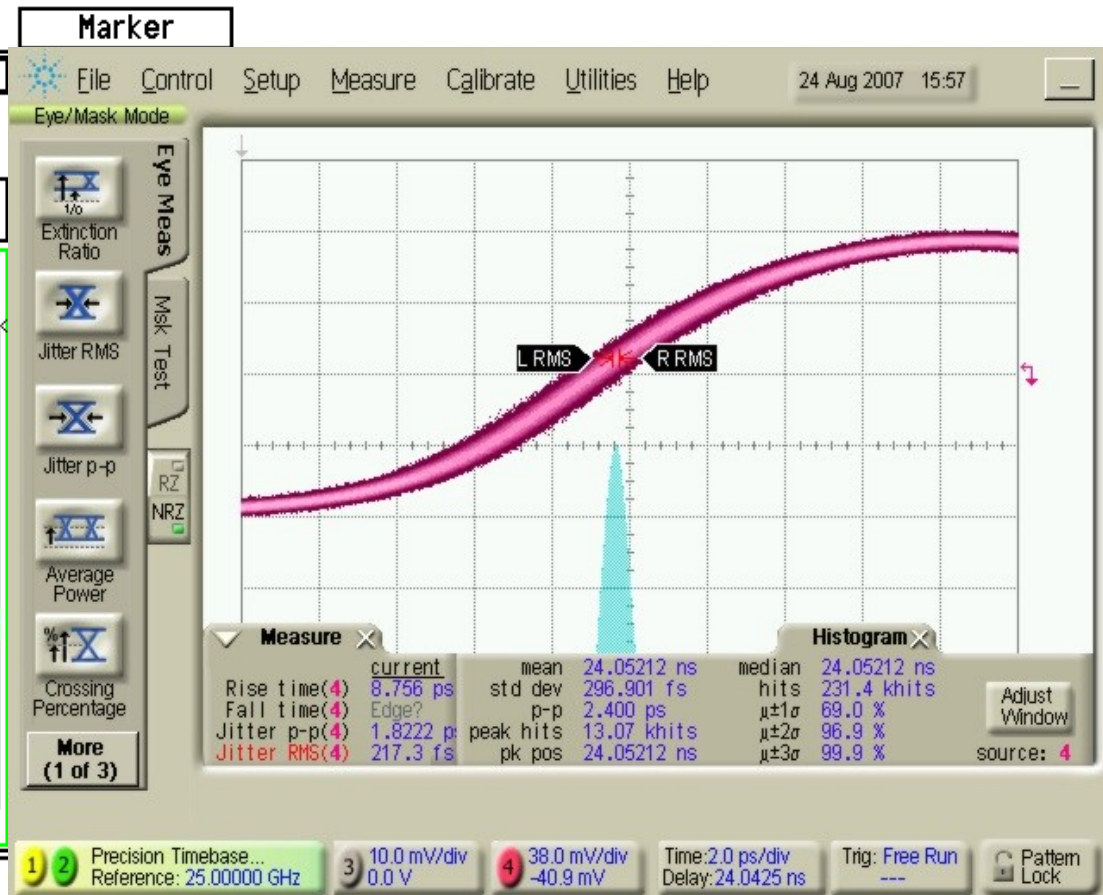 Marker
File Control Setup Measure Calibrate Utilities Help 24 Aug 2007 15:57
Eye/Mask Mode
Eye Meas
Msk Test
1/0
Extinction
Ratio
Jitter RMS
Jitter p-p
RZ
NRZ
Average
Power
%
Crossing
Percentage
More
(1 of 3)
L RMS
R RMS
Measure
current
Rise time(4) 8.756 ps
Fall time(4) Edge?
Jitter p-p(4) 1.8222 p
Jitter RMS(4) 217.3 fs
Histogram
mean 24.05212 ns median 24.05212 ns
std dev 296.901 fs hits 231.4 khits
p-p 2.400 ps µ±1σ 69.0 %
peak hits 13.07 khits µ±2σ 96.9 %
pk pos 24.05212 ns µ±3σ 99.9 %
Adjust
Window
source: 4
1 2 Precision Timebase...
Reference: 25.00000 GHz
3 10.0 mV/div
0.0 V
4 38.0 mV/div
-40.9 mV
Time:2.0 ps/div
Delay:24.0425 ns
Trig: Free Run
---
Pattern
Lock